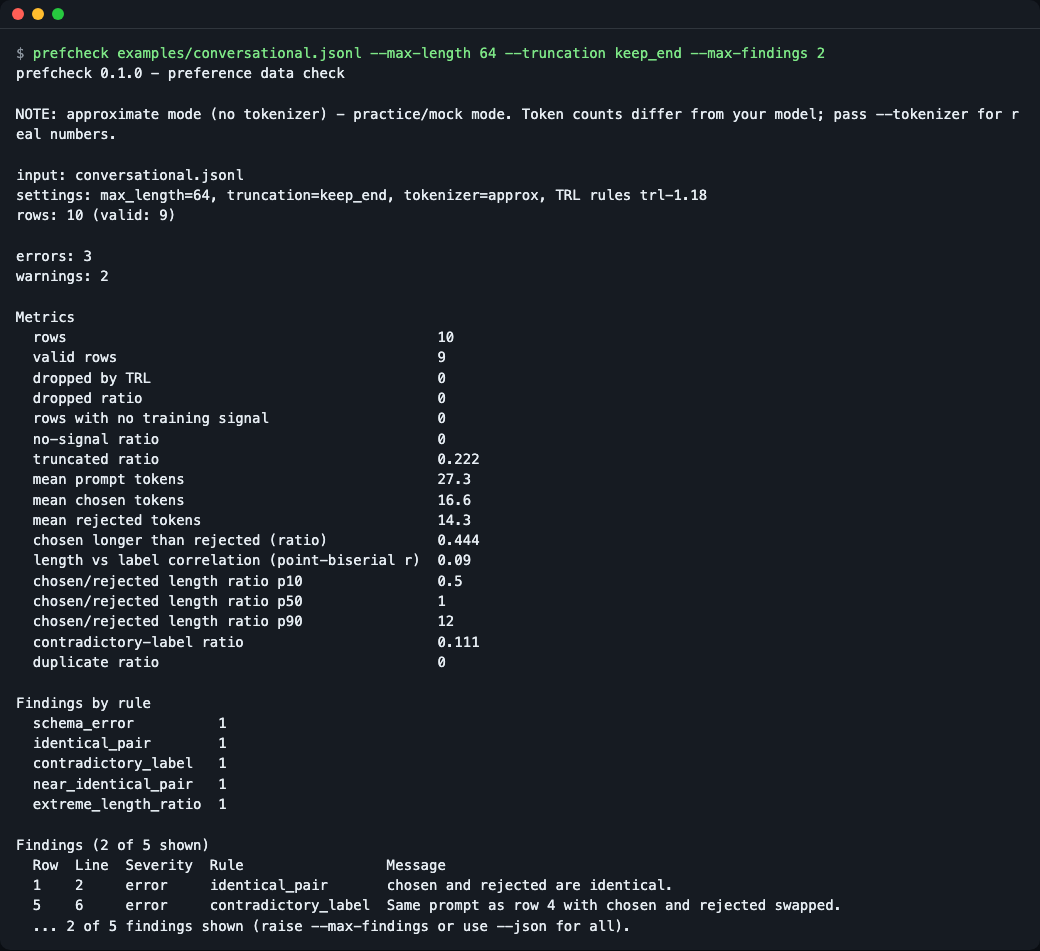 $ prefcheck examples/conversational.jsonl --max-length 64 --truncation keep_end --max-findings 2
prefcheck 0.1.0 – preference data check
NOTE: approximate mode (no tokenizer) – practice/mock mode. Token counts differ from your model; pass --tokenizer for r
eal numbers.
input: conversational.jsonl
settings: max_length=64, truncation=keep_end, tokenizer=approx, TRL rules trl-1.18
rows: 10 (valid: 9)
errors: 3
warnings: 2
Metrics
rows 10
valid rows 9
dropped by TRL 0
dropped ratio 0
rows with no training signal 0
no-signal ratio 0
truncated ratio 0.222
mean prompt tokens 27.3
mean chosen tokens 16.6
mean rejected tokens 14.3
chosen longer than rejected (ratio) 0.444
length vs label correlation (point-biserial r) 0.09
chosen/rejected length ratio p10 0.5
chosen/rejected length ratio p50 1
chosen/rejected length ratio p90 12
contradictory-label ratio 0.111
duplicate ratio 0
Findings by rule
schema_error 1
identical_pair 1
contradictory_label 1
near_identical_pair 1
extreme_length_ratio 1
Findings (2 of 5 shown)
Row Line Severity Rule Message
1 2 error identical_pair chosen and rejected are identical.
5 6 error contradictory_label Same prompt as row 4 with chosen and rejected swapped.
... 2 of 5 findings shown (raise --max-findings or use --json for all).